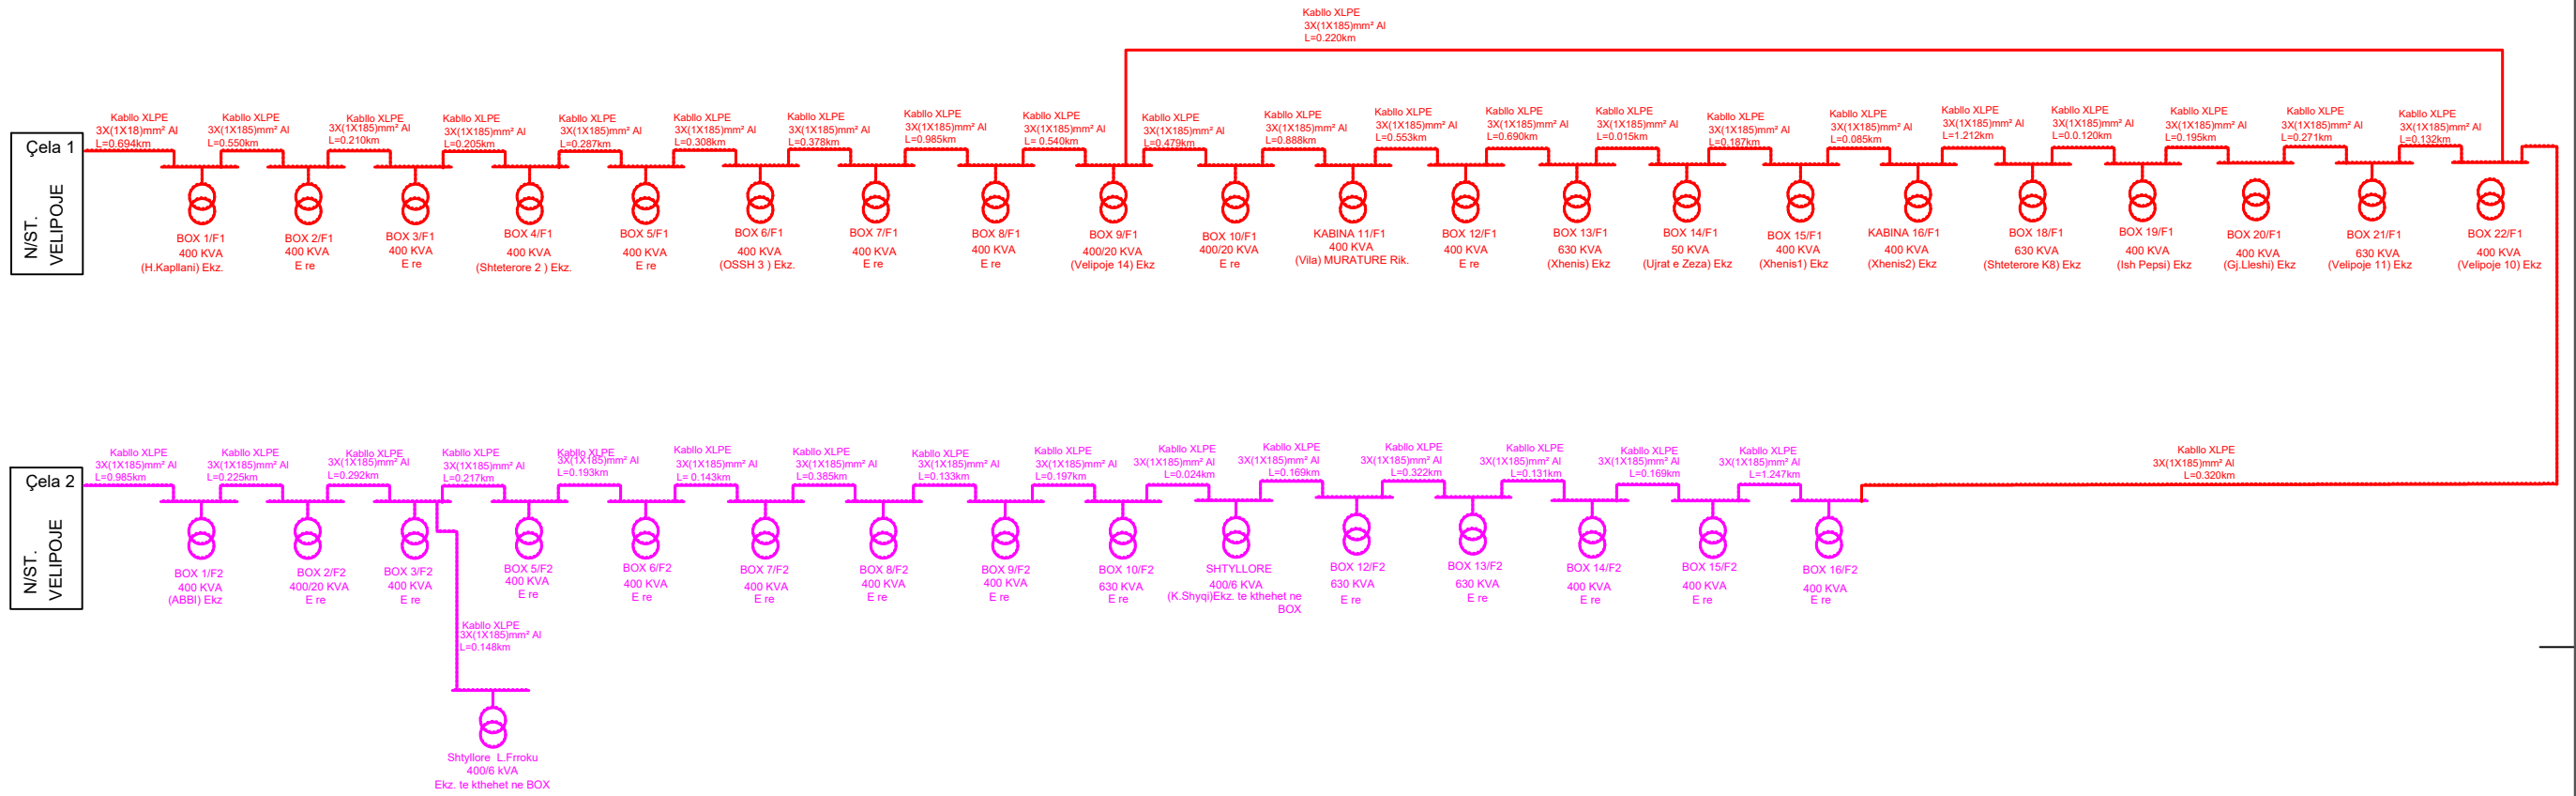 Kabllo XLPE
3X(1X185)mm² Al
L=0.220km
Çela 1
N/ST.
VELIPOJE
Kabllo XLPE
3X(1X18)mm² Al
L=0.694km
Kabllo XLPE
3X(1X185)mm² Al
L=0.550km
Kabllo XLPE
3X(1X185)mm² Al
L=0.210km
Kabllo XLPE
3X(1X185)mm² Al
L=0.205km
Kabllo XLPE
3X(1X185)mm² Al
L=0.287km
Kabllo XLPE
3X(1X185)mm² Al
L=0.308km
Kabllo XLPE
3X(1X185)mm² Al
L=0.378km
Kabllo XLPE
3X(1X185)mm² Al
L=0.985km
Kabllo XLPE
3X(1X185)mm² Al
L= 0.540km
Kabllo XLPE
3X(1X185)mm² Al
L=0.479km
Kabllo XLPE
3X(1X185)mm² Al
L=0.888km
Kabllo XLPE
3X(1X185)mm² Al
L=0.553km
Kabllo XLPE
3X(1X185)mm² Al
L=0.690km
Kabllo XLPE
3X(1X185)mm² Al
L=0.015km
Kabllo XLPE
3X(1X185)mm² Al
L=0.187km
Kabllo XLPE
3X(1X185)mm² Al
L=0.085km
Kabllo XLPE
3X(1X185)mm² Al
L=1.212km
Kabllo XLPE
3X(1X185)mm² Al
L=0.0.120km
Kabllo XLPE
3X(1X185)mm² Al
L=0.195km
Kabllo XLPE
3X(1X185)mm² Al
L=0.271km
Kabllo XLPE
3X(1X185)mm² Al
L=0.132km
BOX 1/F1
400 KVA
(H.Kapllani) Ekz.
BOX 2/F1
400 KVA
E re
BOX 3/F1
400 KVA
E re
BOX 4/F1
400 KVA
(Shteterore 2 ) Ekz.
BOX 5/F1
400 KVA
E re
BOX 6/F1
400 KVA
(OSSH 3 ) Ekz.
BOX 7/F1
400 KVA
E re
BOX 8/F1
400 KVA
E re
BOX 9/F1
400/20 KVA
(Velipoje 14) Ekz
BOX 10/F1
400/20 KVA
E re
KABINA 11/F1
400 KVA
(Vila) MURATURE Rik.
BOX 12/F1
400 KVA
E re
BOX 13/F1
630 KVA
(Xhenis) Ekz
BOX 14/F1
50 KVA
(Ujrat e Zeza) Ekz
BOX 15/F1
400 KVA
(Xhenis1) Ekz
KABINA 16/F1
400 KVA
(Xhenis2) Ekz
BOX 18/F1
630 KVA
(Shteterore K8) Ekz
BOX 19/F1
400 KVA
(Ish Pepsi) Ekz
BOX 20/F1
400 KVA
(Gj.Lleshi) Ekz
BOX 21/F1
630 KVA
(Velipoje 11) Ekz
BOX 22/F1
400 KVA
(Velipoje 10) Ekz
Çela 2
N/ST.
VELIPOJE
Kabllo XLPE
3X(1X185)mm² Al
L=0.985km
Kabllo XLPE
3X(1X185)mm² Al
L=0.225km
Kabllo XLPE
3X(1X185)mm² Al
L=0.292km
Kabllo XLPE
3X(1X185)mm² Al
L=0.217km
Kabllo XLPE
3X(1X185)mm² Al
L=0.193km
Kabllo XLPE
3X(1X185)mm² Al
L= 0.143km
Kabllo XLPE
3X(1X185)mm² Al
L=0.385km
Kabllo XLPE
3X(1X185)mm² Al
L=0.133km
Kabllo XLPE
3X(1X185)mm² Al
L=0.197km
Kabllo XLPE
3X(1X185)mm² Al
L=0.024km
Kabllo XLPE
3X(1X185)mm² Al
L=0.169km
Kabllo XLPE
3X(1X185)mm² Al
L=0.322km
Kabllo XLPE
3X(1X185)mm² Al
L=0.131km
Kabllo XLPE
3X(1X185)mm² Al
L=0.169km
Kabllo XLPE
3X(1X185)mm² Al
L=1.247km
Kabllo XLPE
3X(1X185)mm² Al
L=0.320km
BOX 1/F2
400 KVA
(ABBI) Ekz
BOX 2/F2
400/20 KVA
E re
BOX 3/F2
400 KVA
E re
BOX 5/F2
400 KVA
E re
BOX 6/F2
400 KVA
E re
BOX 7/F2
400 KVA
E re
BOX 8/F2
400 KVA
E re
BOX 9/F2
400 KVA
E re
BOX 10/F2
630 KVA
E re
SHTYLLORE
400/6 KVA
(K.Shyqi)Ekz. te kthehet ne
BOX
BOX 12/F2
630 KVA
E re
BOX 13/F2
630 KVA
E re
BOX 14/F2
400 KVA
E re
BOX 15/F2
400 KVA
E re
BOX 16/F2
400 KVA
E re
Kabllo XLPE
3X(1X185)mm² Al
L=0.148km
Shtyllore L.Frroku
400/6 kVA
Ekz. te kthehet ne BOX